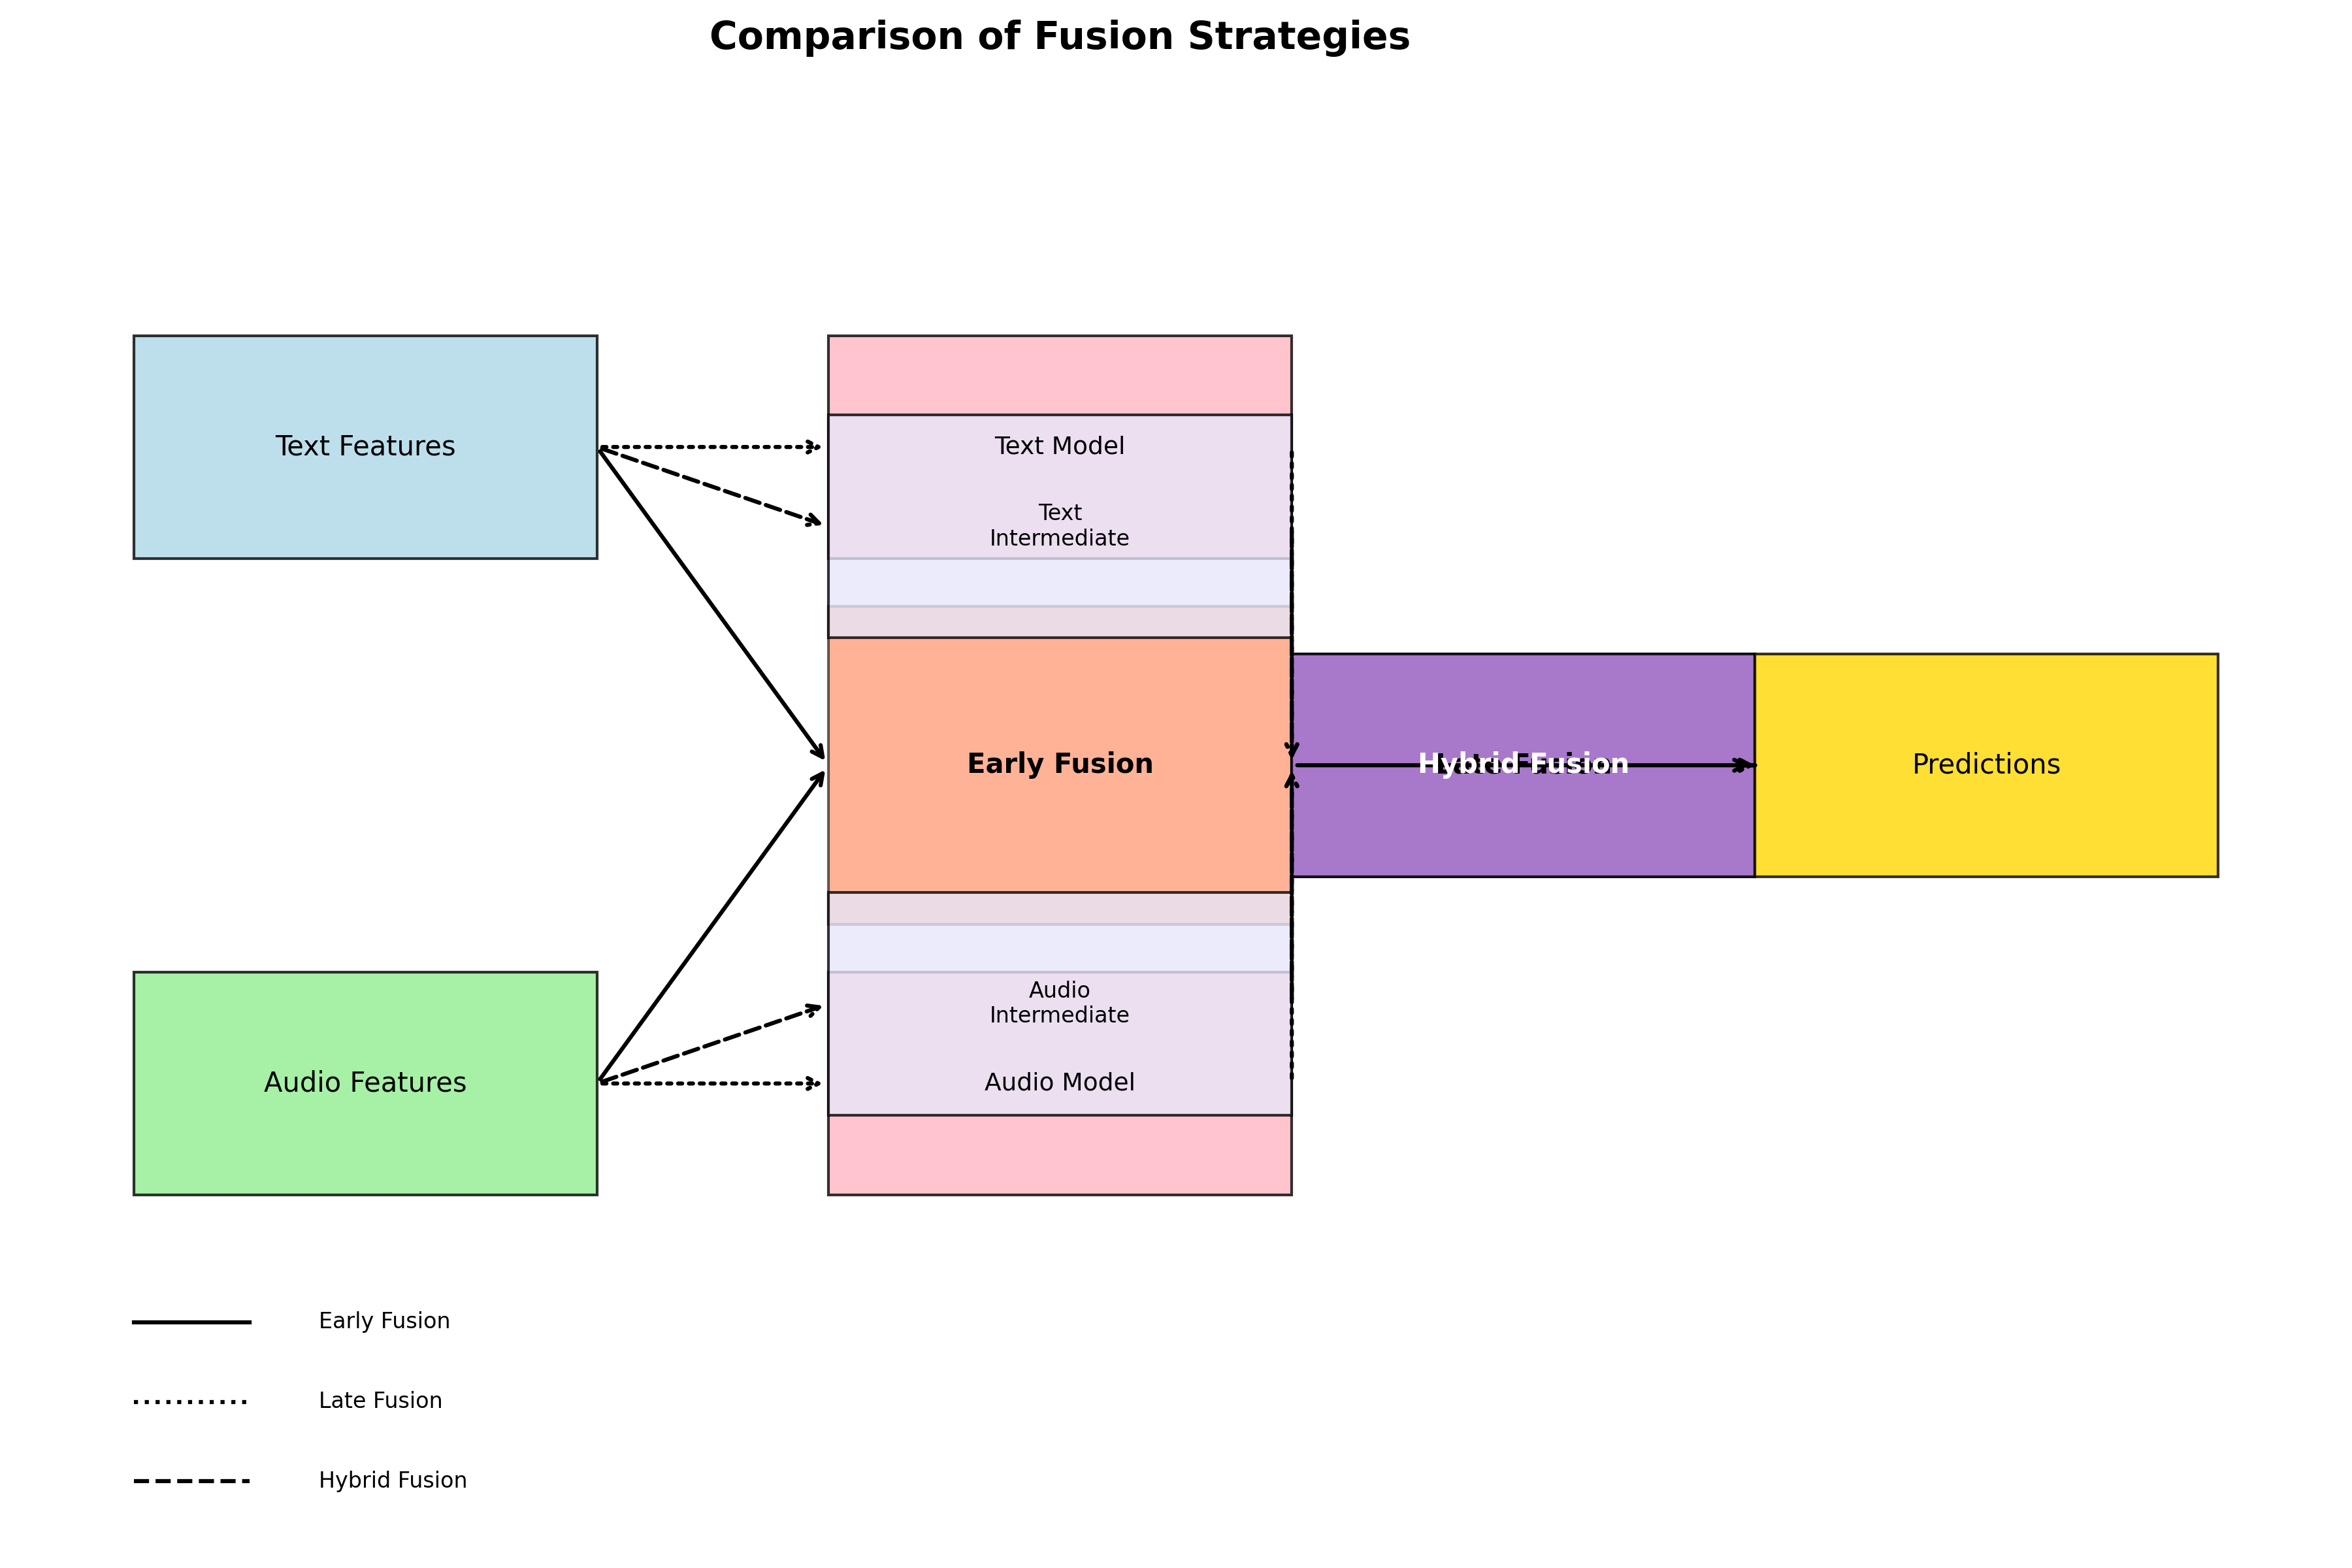 Comparison of Fusion Strategies
Text Features
Text Model
Text
Intermediate
Early Fusion
Hybrid Fusion
Predictions
Audio
Intermediate
Audio Features
Audio Model
Early Fusion
Late Fusion
Hybrid Fusion